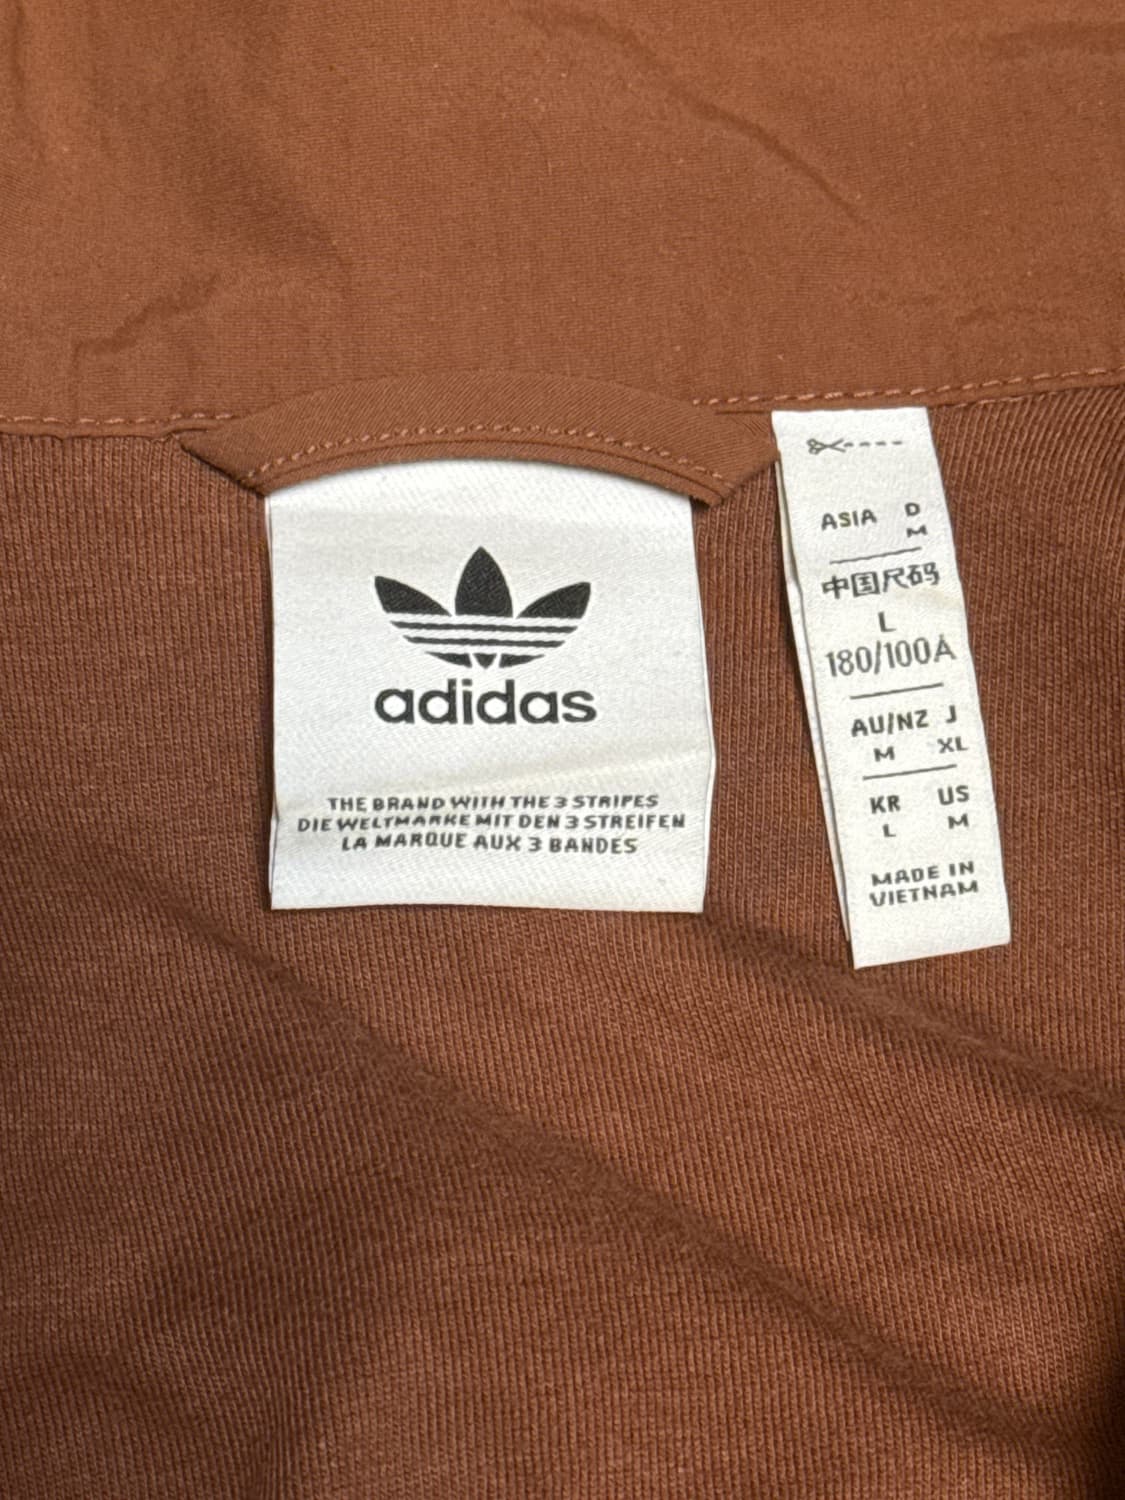 adidas
THE BRAND WITH THE 3 STRIPES
DIE WELTMARKE MIT DEN 3 STREIFEN
LA MARQUE AUX 3 BANDES
ASIA D
M
中国尺码
L
180/100A
AU/NZ J
M XL
KR US
L M
MADE IN
VIETNAM